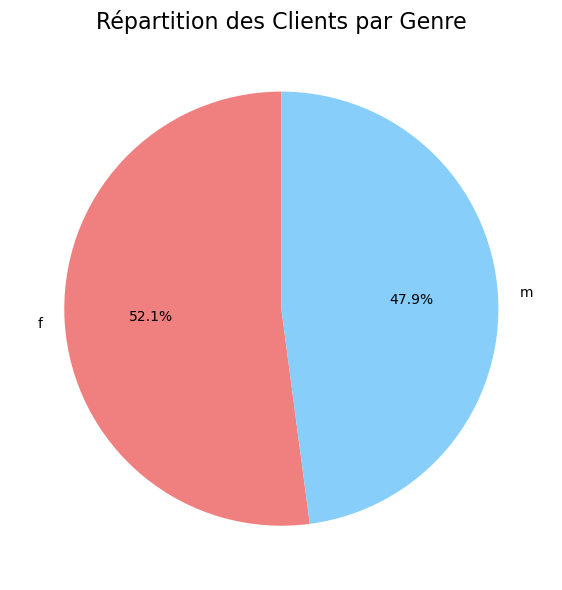 Répartition des Clients par Genre
47.9%
m
52.1%
f